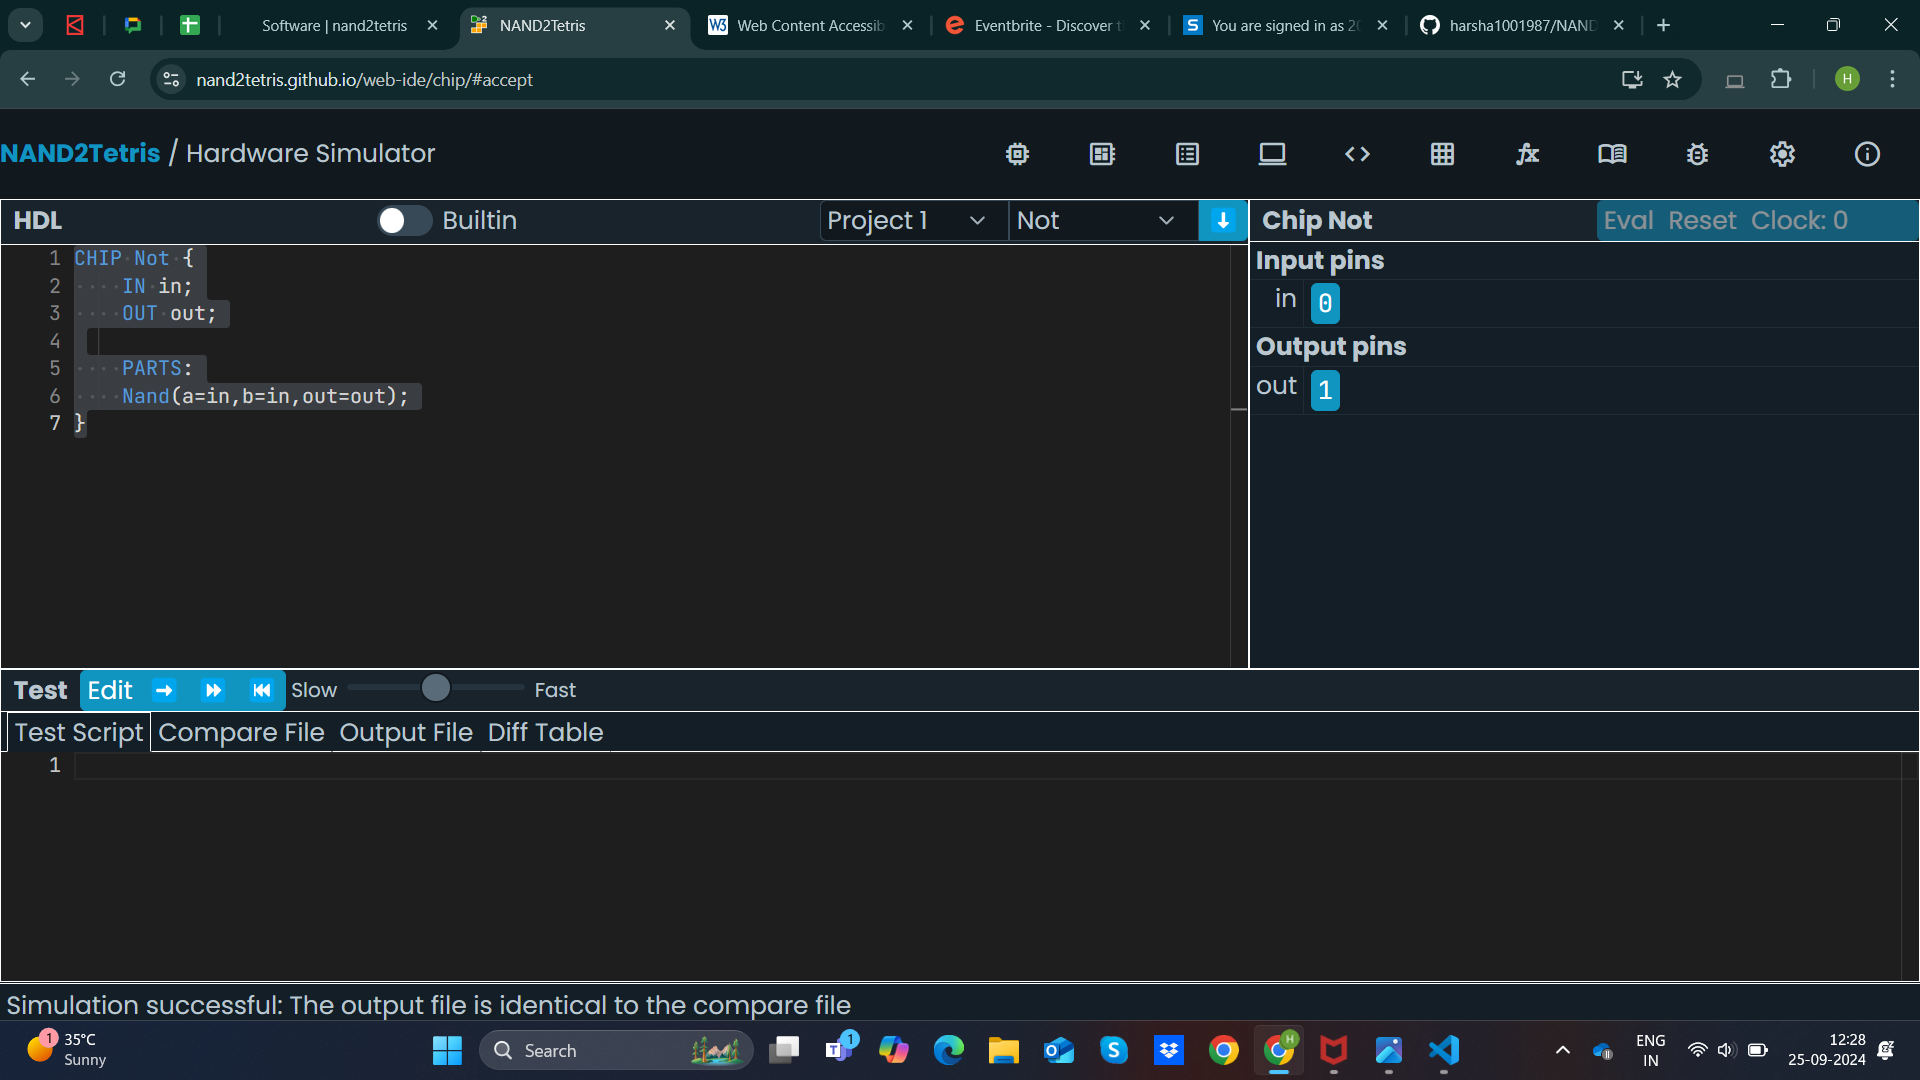 Software | nand2tetris
NAND2Tetris
Web Content Accessib
Eventbrite - Discover t
You are signed in as 20
harsha1001987/NAND
nand2tetris.github.io/web-ide/chip/#accept
H
NAND2Tetris / Hardware Simulator
HDL
Builtin
Project 1
Not
Chip Not
Eval Reset Clock: 0
1 CHIP Not {
2 IN in;
3 OUT out;
4
5 PARTS:
6 Nand(a=in,b=in,out=out);
7 }
Input pins
in 0
Output pins
out 1
Test Edit Slow Fast
Test Script Compare File Output File Diff Table
1
Simulation successful: The output file is identical to the compare file
1
35°C
Sunny
Search
1
H
ENG
IN
12:28
25-09-2024